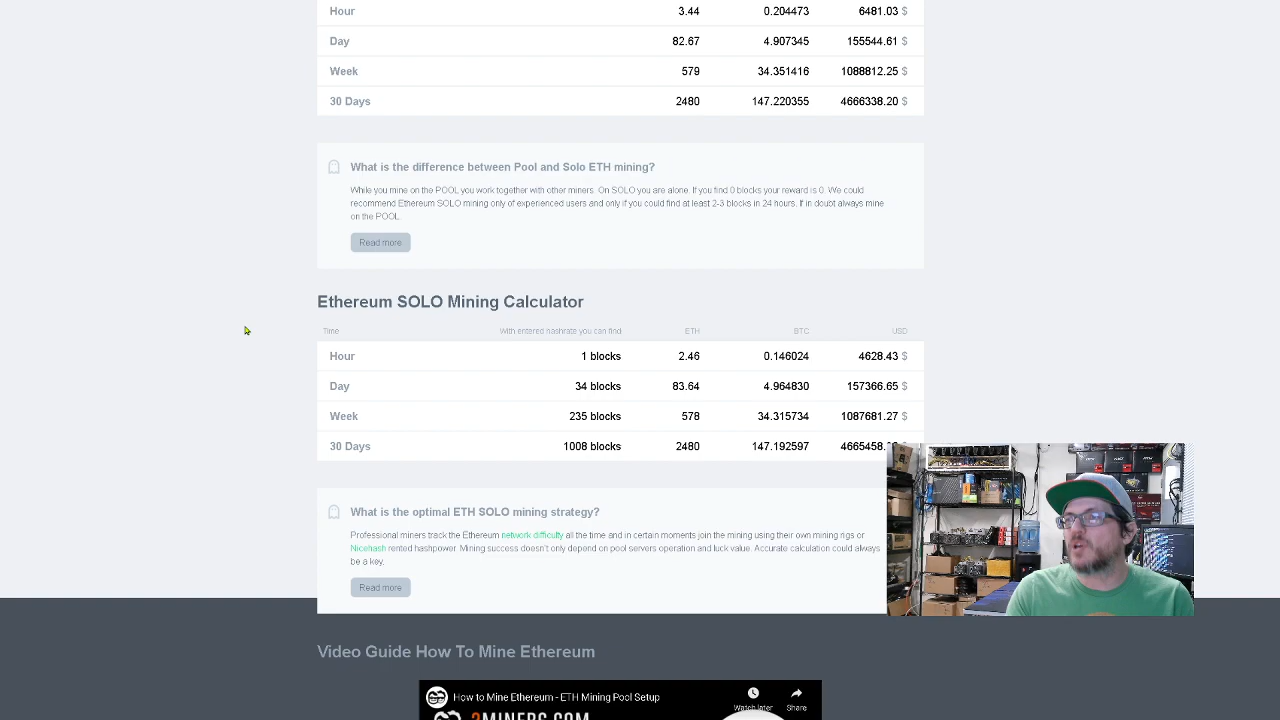 Hour 3.44 0.204473 6481.03 $
Day 82.67 4.907345 155544.61 $
Week 579 34.351416 1088812.25 $
30 Days 2480 147.220355 4666338.20 $
What is the difference between Pool and Solo ETH mining?
While you mine on the POOL you work together with other miners. On SOLO you are alone. If you find 0 blocks your reward is 0. We could
recommend Ethereum SOLO mining only of experienced users and only if you could find at least 2-3 blocks in 24 hours. If in doubt always mine
on the POOL.
Read more
Ethereum SOLO Mining Calculator
Time With entered hashrate you can find ETH BTC USD
Hour 1 blocks 2.46 0.146024 4628.43 $
Day 34 blocks 83.64 4.964830 157366.65 $
Week 235 blocks 578 34.315734 1087681.27 $
30 Days 1008 blocks 2480 147.192597 4665458.
What is the optimal ETH SOLO mining strategy?
Professional miners track the Ethereum network difficulty all the time and in certain moments join the mining using their own mining rigs or
Nicehash rented hashpower. Mining success doesn't only depend on pool servers operation and luck value. Accurate calculation could always
be a key.
Read more
Video Guide How To Mine Ethereum
How to Mine Ethereum - ETH Mining Pool Setup
Watch later Share
2MINERS.COM